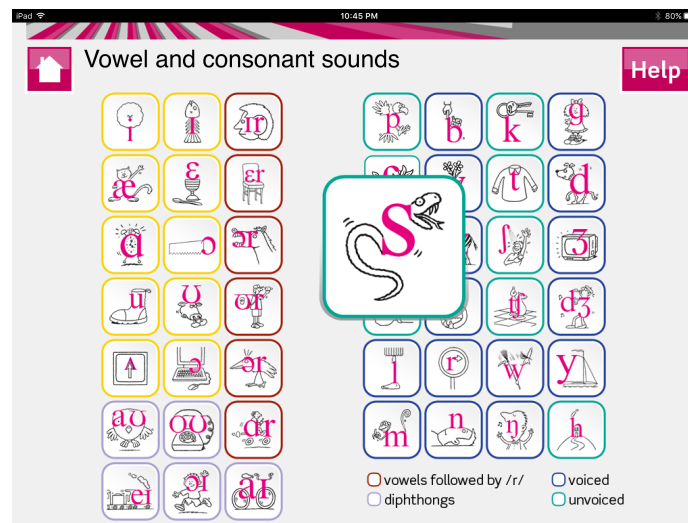 iPad 10:45 PM 80%
Vowel and consonant sounds
Help
i ɪ ɪr p b k g
æ ɛ ɛr t d
ɑ ɔ ɔr s ʃ ʒ
u ʊ ʊr ʧ ʤ
ʌ ə ər l r w y
aʊ oʊ ɑr m n ŋ h
eɪ ɔɪ aɪ
vowels followed by /r/ voiced
diphthongs unvoiced